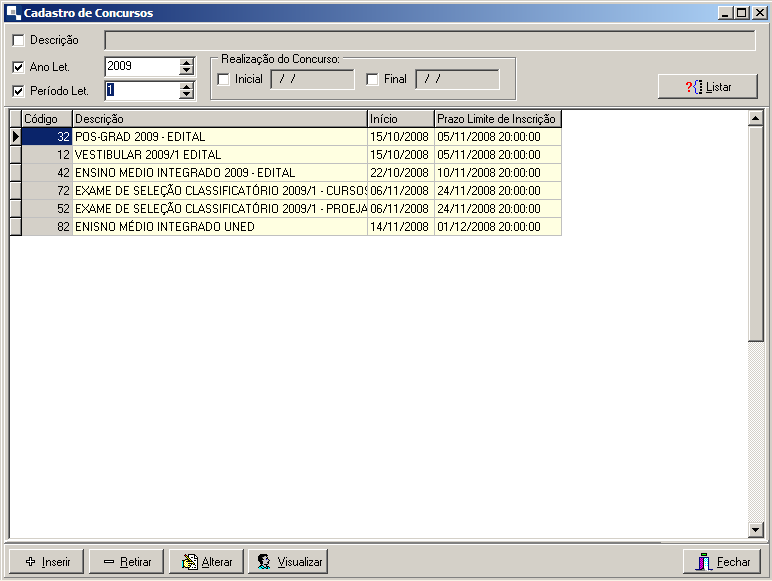 Cadastro de Concursos
Descrição
Ano Let. 2009
Realização do Concurso:
Inicial / / Final / /
Período Let. 1
?{} Listar
Código Descrição Início Prazo Limite de Inscrição
32 POS-GRAD 2009 - EDITAL 15/10/2008 05/11/2008 20:00:00
12 VESTIBULAR 2009/1 EDITAL 15/10/2008 05/11/2008 20:00:00
42 ENSINO MEDIO INTEGRADO 2009 - EDITAL 22/10/2008 10/11/2008 20:00:00
72 EXAME DE SELEÇÃO CLASSIFICATÓRIO 2009/1 - CURSOS 06/11/2008 24/11/2008 20:00:00
52 EXAME DE SELEÇÃO CLASSIFICATÓRIO 2009/1 - PROEJA 06/11/2008 24/11/2008 20:00:00
82 ENISNO MÉDIO INTEGRADO UNED 14/11/2008 01/12/2008 20:00:00
Inserir Retirar Alterar Visualizar Fechar